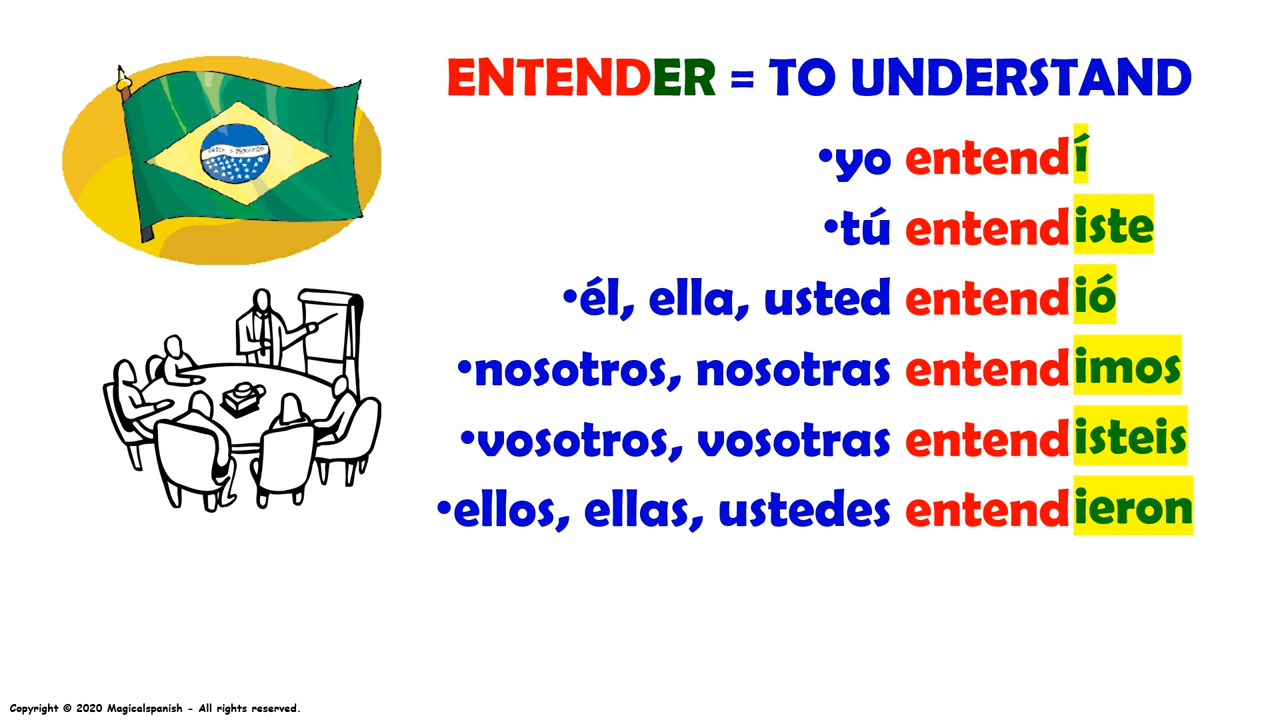 ENTENDER = TO UNDERSTAND
•yo entendí
•tú entendiste
•él, ella, usted entendió
•nosotros, nosotras entendimos
•vosotros, vosotras entendisteis
•ellos, ellas, ustedes entendieron
Copyright © 2020 Magicalspanish - All rights reserved.